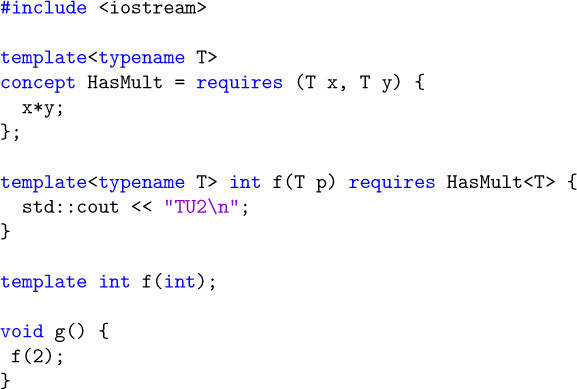 #include <iostream>

template<typename T>
concept HasMult = requires (T x, T y) {
  x*y;
};

template<typename T> int f(T p) requires HasMult<T> {
  std::cout << "TU2\n";
}

template int f(int);

void g() {
 f(2);
}